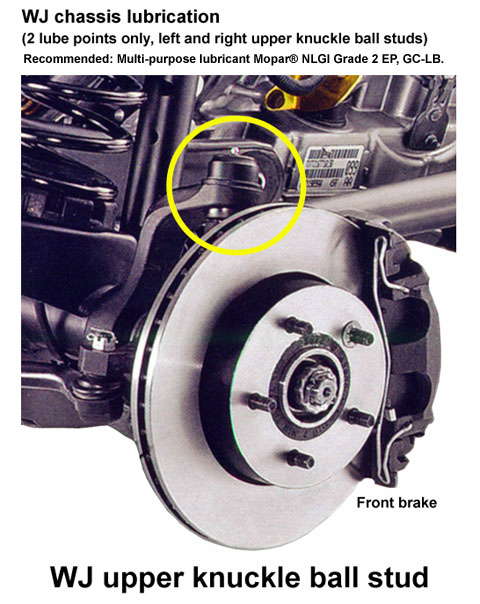 WJ chassis lubrication
(2 lube points only, left and right upper knuckle ball studs)
Recommended: Multi-purpose lubricant Mopar® NLGI Grade 2 EP, GC-LB.
Front brake
WJ upper knuckle ball stud